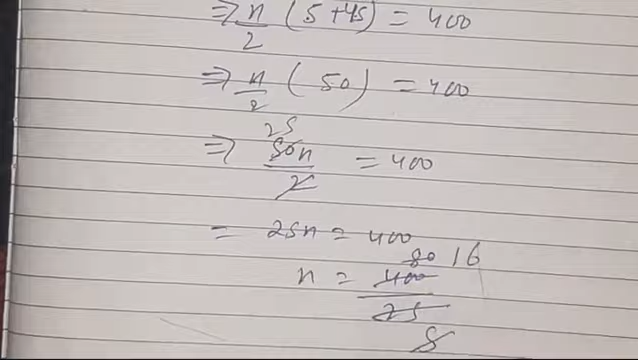 ⇒ n/2 (5+45) = 400
⇒ n/2 (50) = 400
25
⇒ 50n/2 = 400
= 25n = 400
80 16
n = 400/25
5